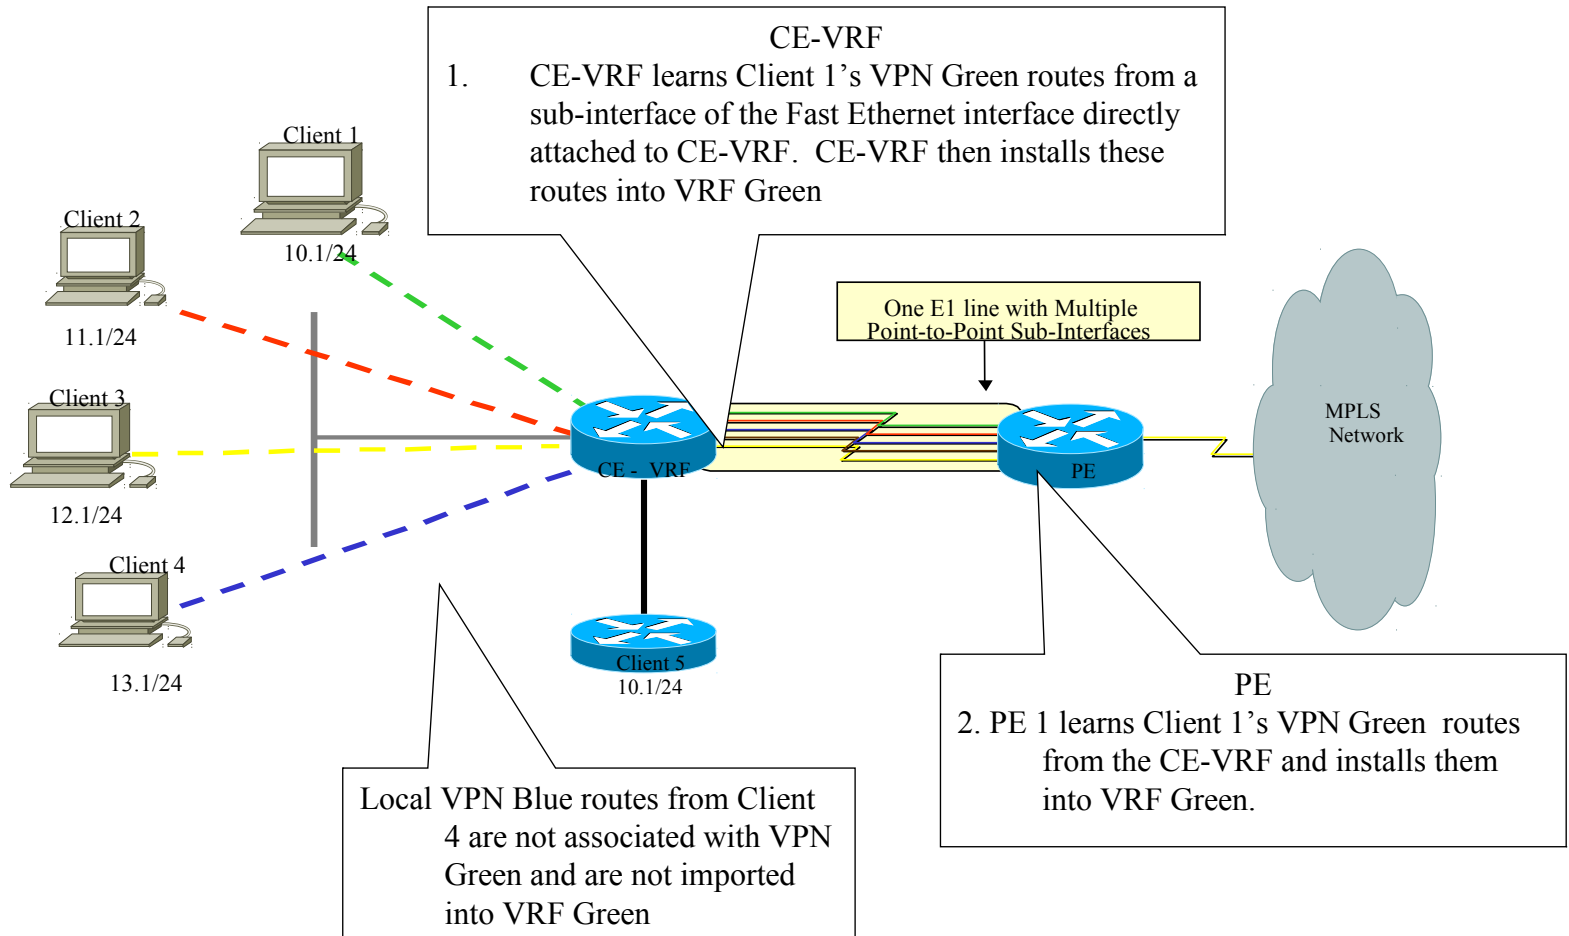 CE-VRF
1. CE-VRF learns Client 1’s VPN Green routes from a
sub-interface of the Fast Ethernet interface directly
attached to CE-VRF.  CE-VRF then installs these
routes into VRF Green
Client 1
10.1/24
Client 2
11.1/24
One E1 line with Multiple
Point-to-Point Sub-Interfaces
Client 3
12.1/24
CE - VRF
PE
MPLS
Network
Client 4
13.1/24
Client 5
10.1/24
PE
2. PE 1 learns Client 1’s VPN Green  routes
from the CE-VRF and installs them
into VRF Green.
Local VPN Blue routes from Client
4 are not associated with VPN
Green and are not imported
into VRF Green